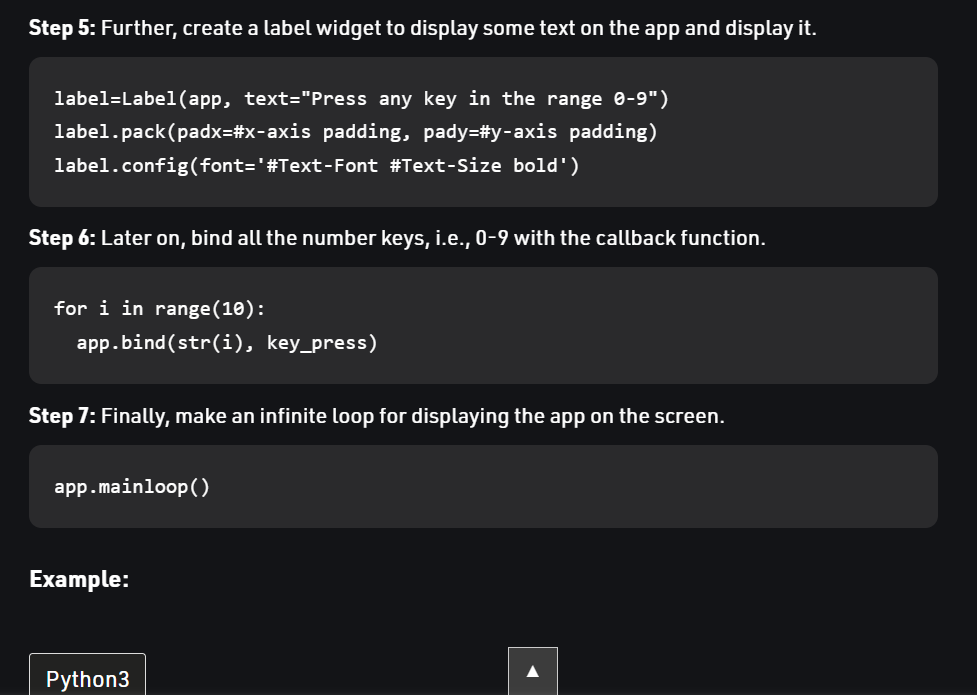 Step 5: Further, create a label widget to display some text on the app and display it.
label=Label(app, text="Press any key in the range 0-9")
label.pack(padx=#x-axis padding, pady=#y-axis padding)
label.config(font='#Text-Font #Text-Size bold')
Step 6: Later on, bind all the number keys, i.e., 0-9 with the callback function.
for i in range(10):
  app.bind(str(i), key_press)
Step 7: Finally, make an infinite loop for displaying the app on the screen.
app.mainloop()
Example:
Python3